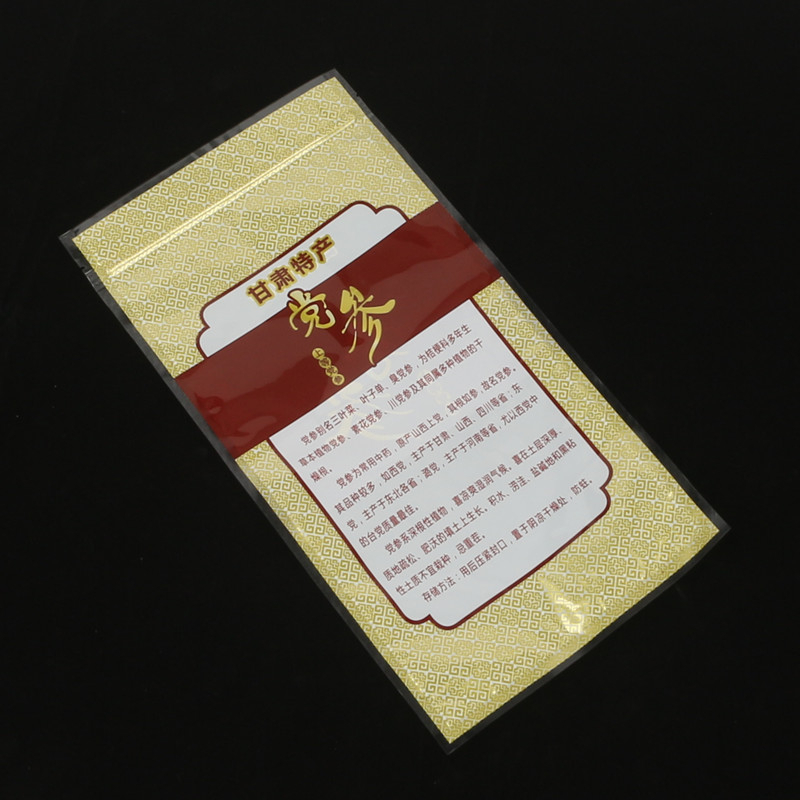 甘肃特产
党参
党参别名三叶菜、叶子草、臭党参，为桔梗科多年生
草本植物党参、素花党参、川党参及其同属多种植物的干
燥根。
党参为常用中药，原产山西上党，其根如参，故名党参。
其品种较多，如西党，主产于甘肃、山西、四川等省；东
党，主产于东北各省；潞党，主产于河南等省；尤以西党中
的台党质量最佳。
党参系深根性植物，喜凉爽湿润气候。喜在土层深厚、
质地疏松、肥沃的壤土上生长。积水、涝洼、盐碱地和黑粘
性土质不宜栽种，忌重茬。
存储方法：用后压紧封口，置于阴凉干燥处，防蛀。